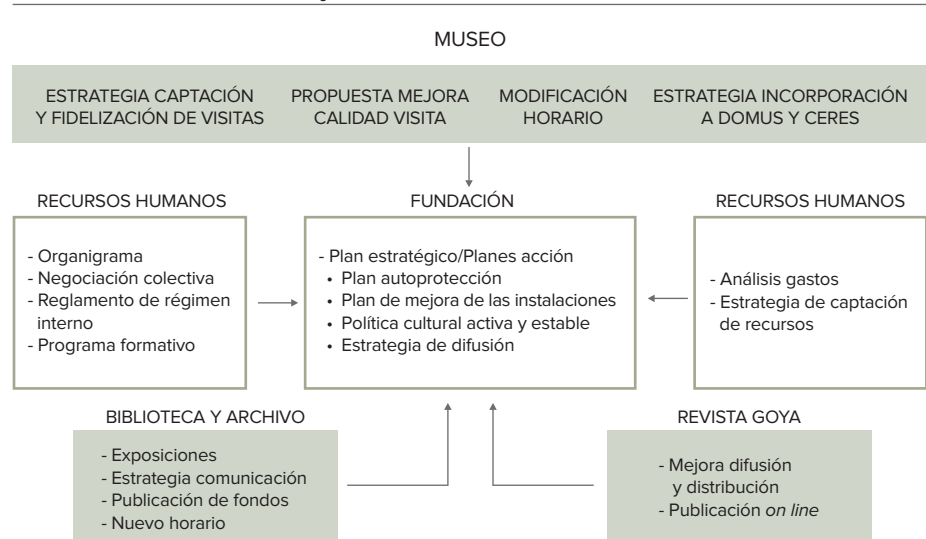 MUSEO
ESTRATEGIA CAPTACIÓN
Y FIDELIZACIÓN DE VISITAS
PROPUESTA MEJORA
CALIDAD VISITA
MODIFICACIÓN
HORARIO
ESTRATEGIA INCORPORACIÓN
A DOMUS Y CERES
RECURSOS HUMANOS
- Organigrama
- Negociación colectiva
- Reglamento de régimen
interno
- Programa formativo
FUNDACIÓN
- Plan estratégico/Planes acción
• Plan autoprotección
• Plan de mejora de las instalaciones
• Política cultural activa y estable
• Estrategia de difusión
RECURSOS HUMANOS
- Análisis gastos
- Estrategia de captación
de recursos
BIBLIOTECA Y ARCHIVO
- Exposiciones
- Estrategia comunicación
- Publicación de fondos
- Nuevo horario
REVISTA GOYA
- Mejora difusión
y distribución
- Publicación on line